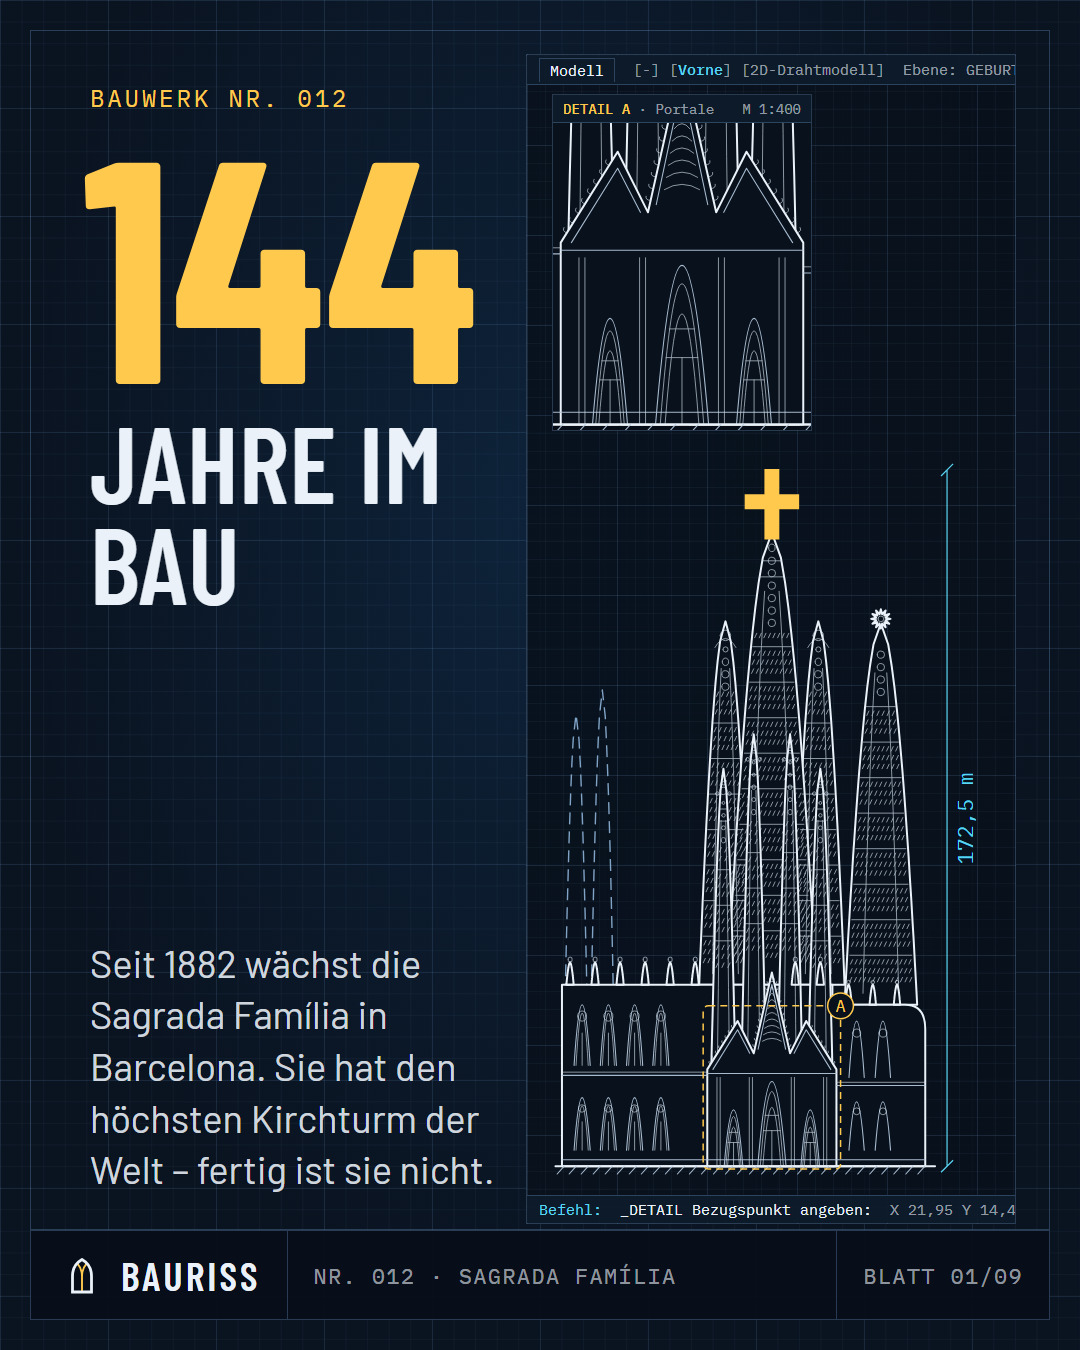 BAUWERK NR. 012
144
JAHRE IM
BAU
Seit 1882 wächst die
Sagrada Família in
Barcelona. Sie hat den
höchsten Kirchturm der
Welt – fertig ist sie nicht.
Modell [-] [Vorne] [2D-Drahtmodell] Ebene: GEBURT
DETAIL A · Portale M 1:400
172,5 m
A
Befehl: _DETAIL Bezugspunkt angeben: X 21,95 Y 14,4
BAURISS
NR. 012 · SAGRADA FAMÍLIA
BLATT 01/09